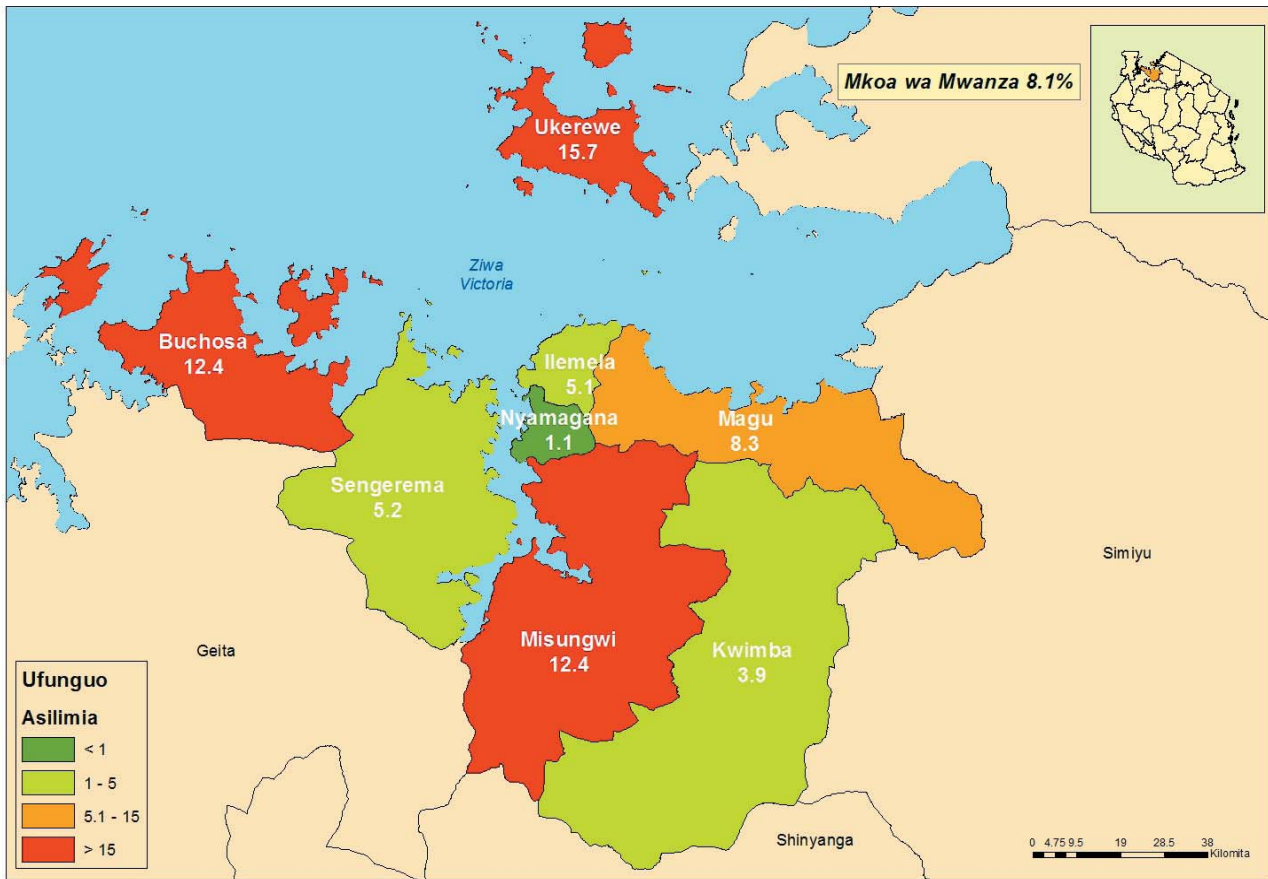 Mkoa wa Mwanza 8.1%
Ukerewe
15.7
Ziwa
Victoria
Buchosa
12.4
Ilemela
5.1
Nyamagana
1.1
Magu
8.3
Sengerema
5.2
Simiyu
Misungwi
12.4
Kwimba
3.9
Geita
Shinyanga
Ufunguo
Asilimia
< 1
1 - 5
5.1 - 15
> 15
0 4.75 9.5 19 28.5 38
Kilomita